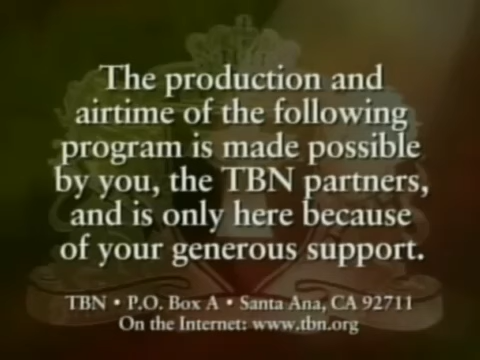 The production and
airtime of the following
program is made possible
by you, the TBN partners,
and is only here because
of your generous support.
TBN • P.O. Box A • Santa Ana, CA 92711
On the Internet: www.tbn.org